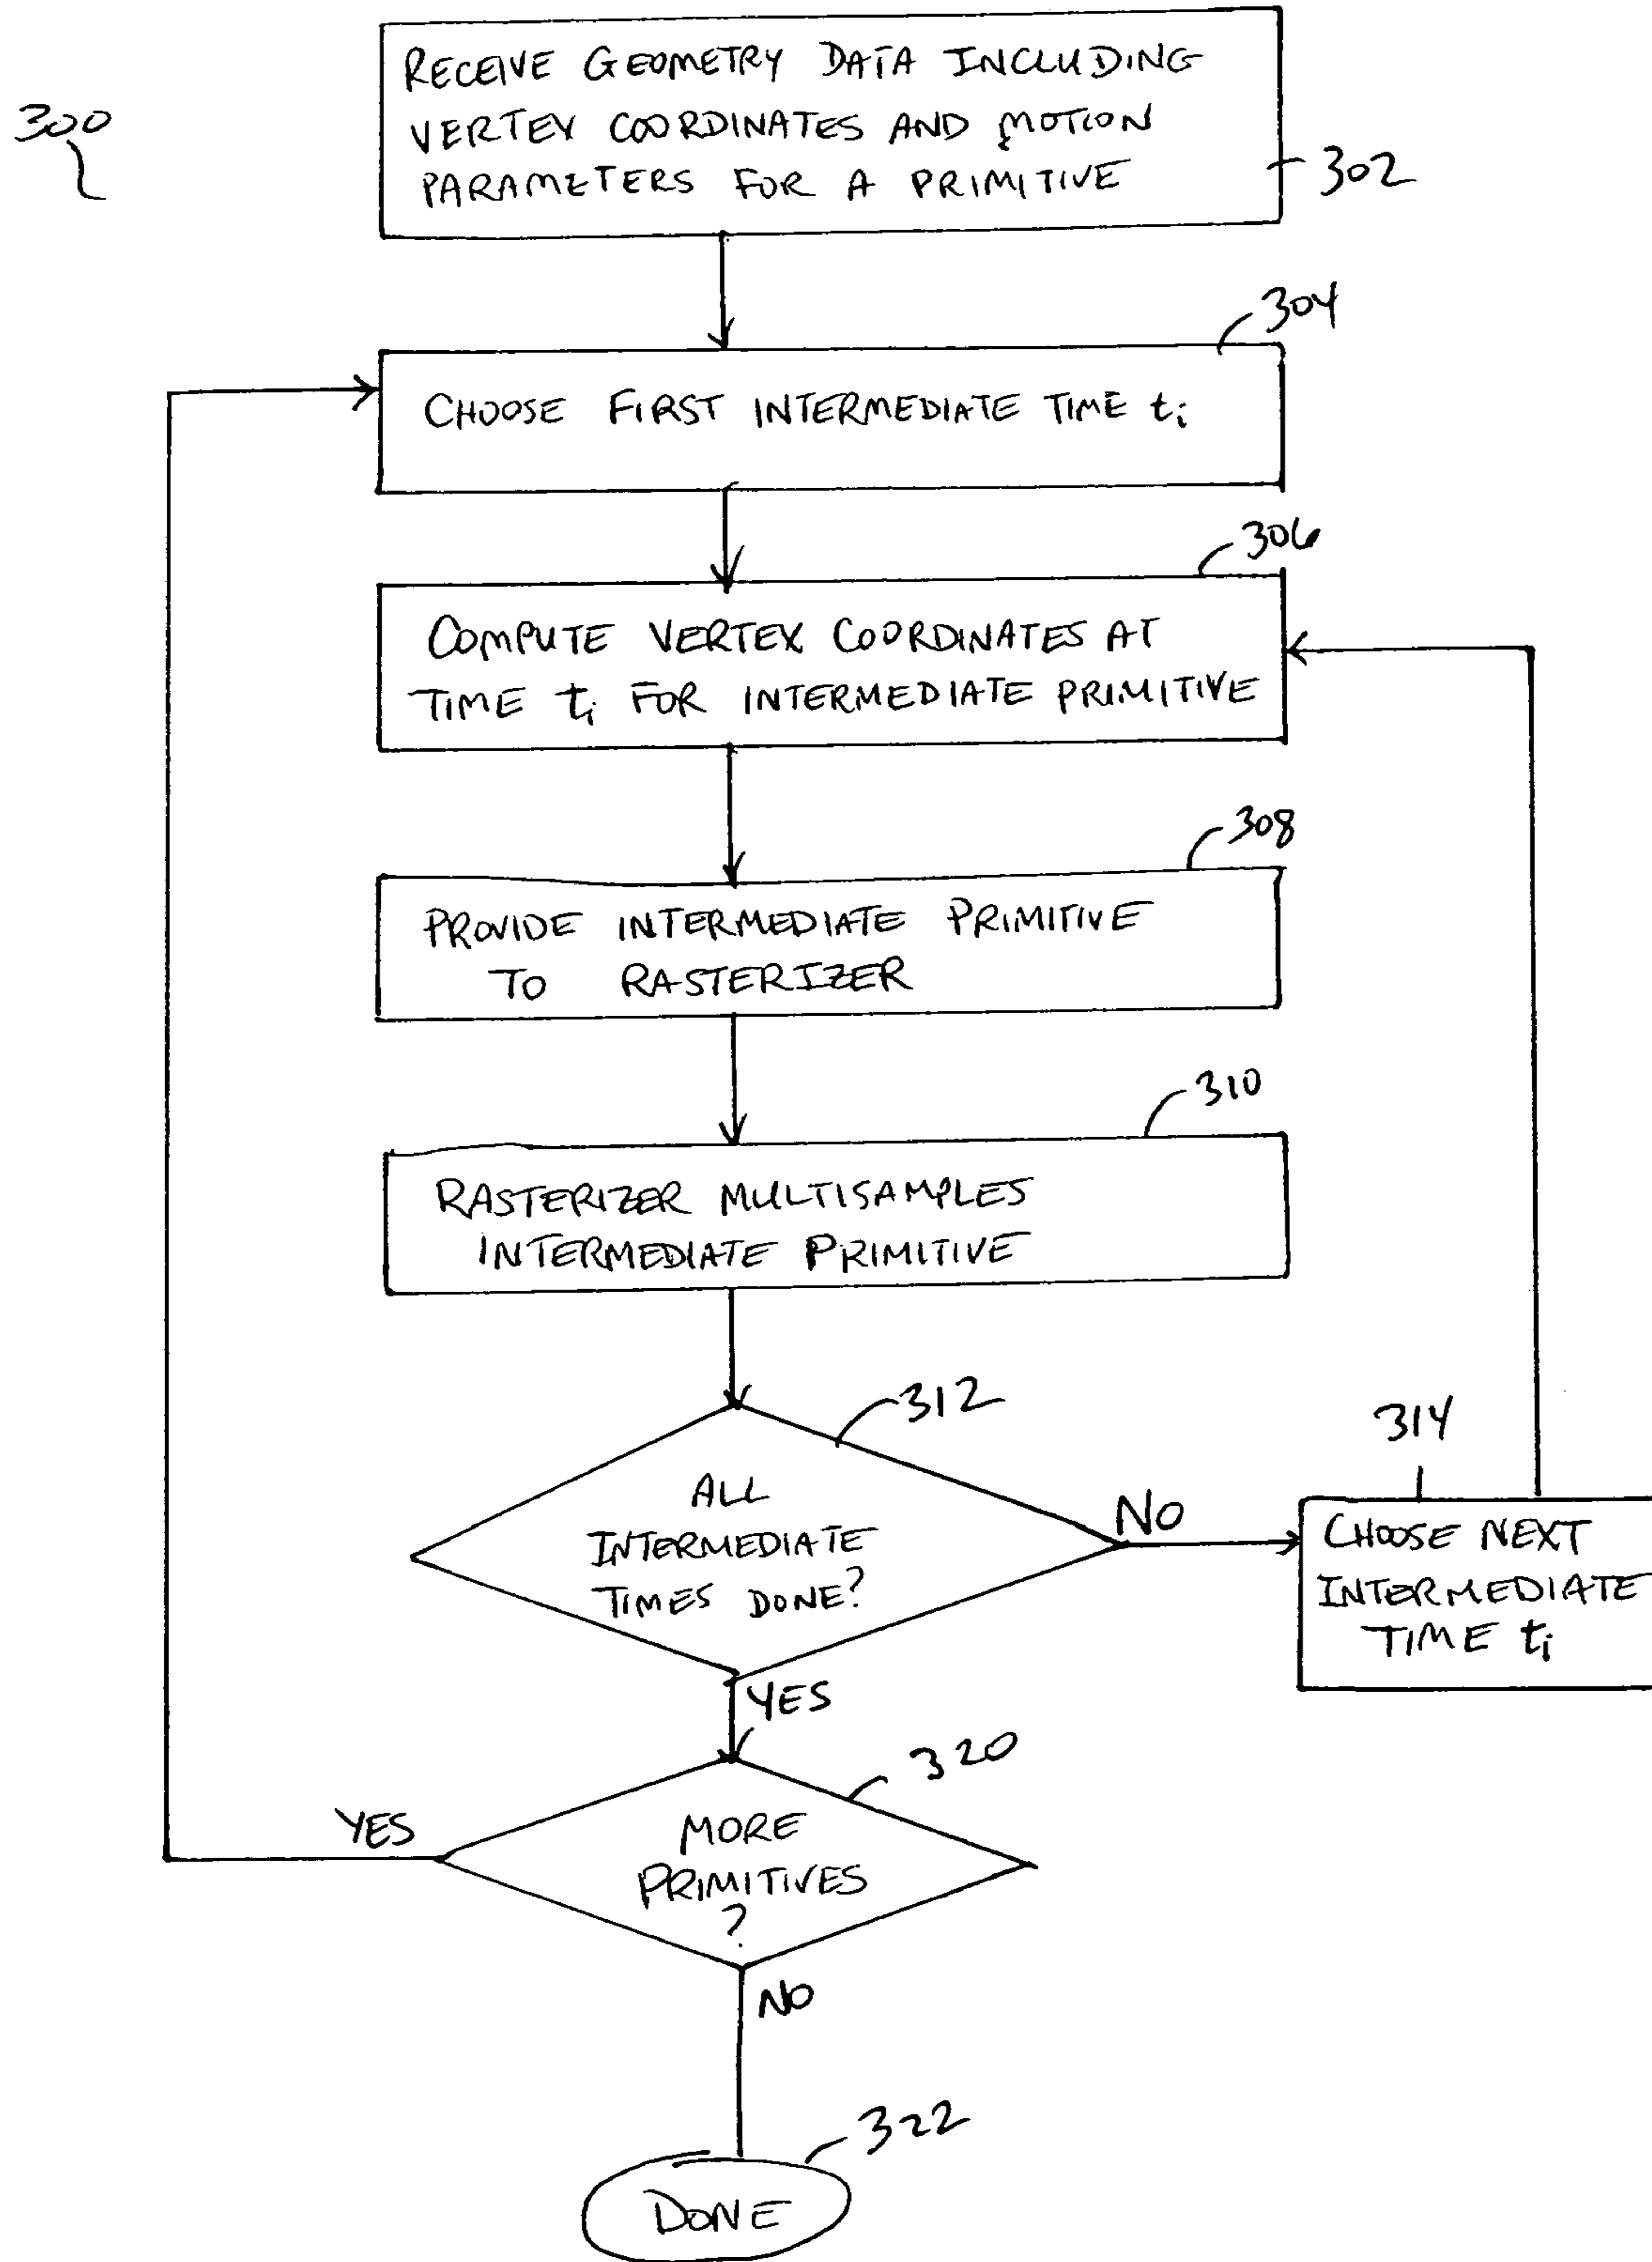 300
RECEIVE GEOMETRY DATA INCLUDING
VERTEX COORDINATES AND MOTION
PARAMETERS FOR A PRIMITIVE
302
304
CHOOSE FIRST INTERMEDIATE TIME ti
306
COMPUTE VERTEX COORDINATES AT
TIME ti FOR INTERMEDIATE PRIMITIVE
308
PROVIDE INTERMEDIATE PRIMITIVE
TO RASTERIZER
310
RASTERIZER MULTISAMPLES
INTERMEDIATE PRIMITIVE
312
ALL
INTERMEDIATE
TIMES DONE?
NO
314
CHOOSE NEXT
INTERMEDIATE
TIME ti
YES
320
MORE
PRIMITIVES
?
YES
NO
322
DONE